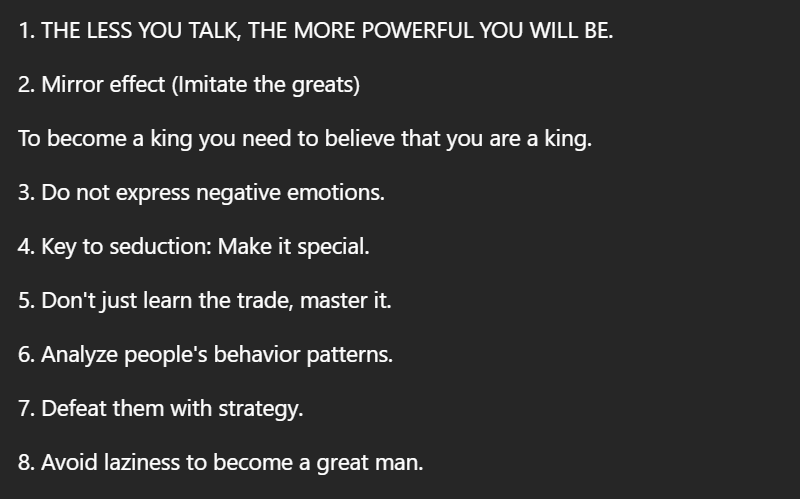 1. THE LESS YOU TALK, THE MORE POWERFUL YOU WILL BE.
2. Mirror effect (Imitate the greats)
To become a king you need to believe that you are a king.
3. Do not express negative emotions.
4. Key to seduction: Make it special.
5. Don't just learn the trade, master it.
6. Analyze people's behavior patterns.
7. Defeat them with strategy.
8. Avoid laziness to become a great man.